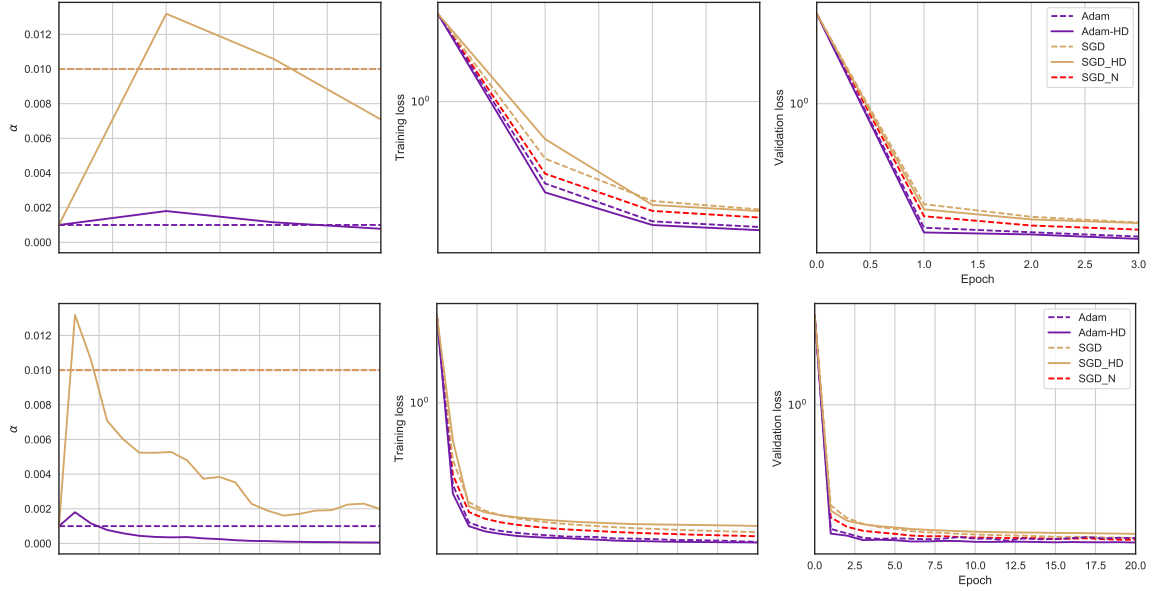 0.012
0.010
0.008
0.006
0.004
0.002
0.000
α
Training loss
10⁰
Validation loss
10⁰
Adam
Adam-HD
SGD
SGD_HD
SGD_N
0.0 0.5 1.0 1.5 2.0 2.5 3.0
Epoch
0.012
0.010
0.008
0.006
0.004
0.002
0.000
α
Training loss
10⁰
Validation loss
10⁰
Adam
Adam-HD
SGD
SGD_HD
SGD_N
0.0 2.5 5.0 7.5 10.0 12.5 15.0 17.5 20.0
Epoch